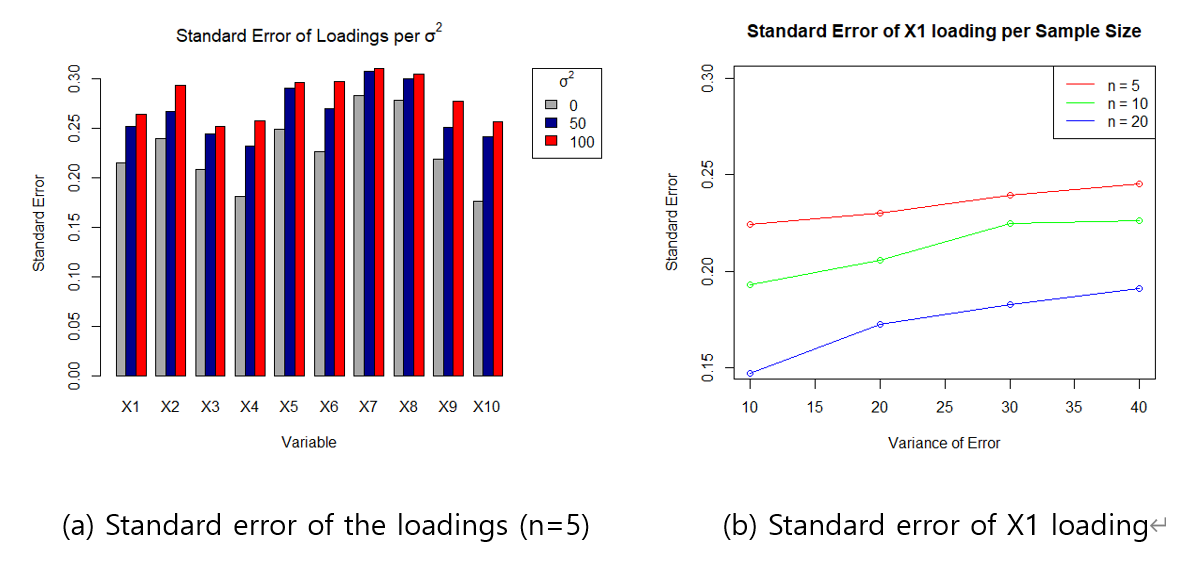 Standard Error of Loadings per σ²
Standard Error
0.00
0.05
0.10
0.15
0.20
0.25
0.30
X1 X2 X3 X4 X5 X6 X7 X8 X9 X10
Variable
σ²
0
50
100
(a) Standard error of the loadings (n=5)
Standard Error of X1 loading per Sample Size
Standard Error
0.15
0.20
0.25
0.30
10 15 20 25 30 35 40
Variance of Error
n = 5
n = 10
n = 20
(b) Standard error of X1 loading↵